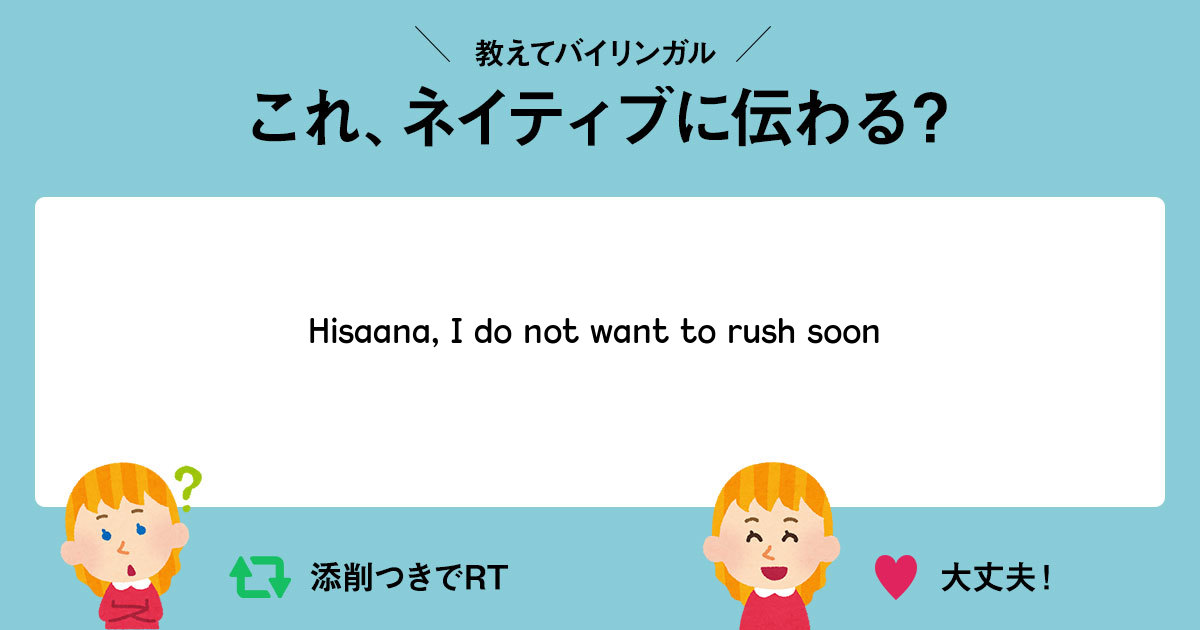 教えてバイリンガル
これ、ネイティブに伝わる?
Hisaana, I do not want to rush soon
?
添削つきでRT
大丈夫!